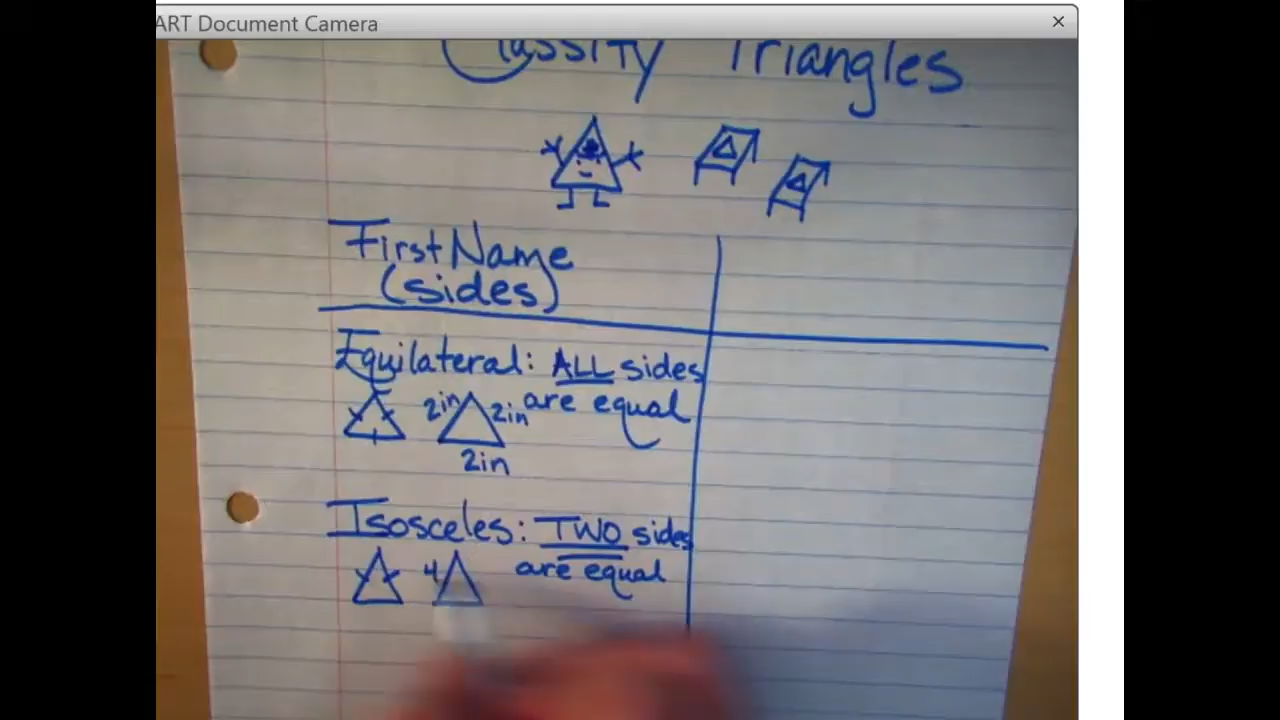 ART Document Camera
Classify Triangles
First Name
(sides)
Equilateral: ALL sides
are equal
2in 2in
2in
Isosceles: TWO sides
are equal
4